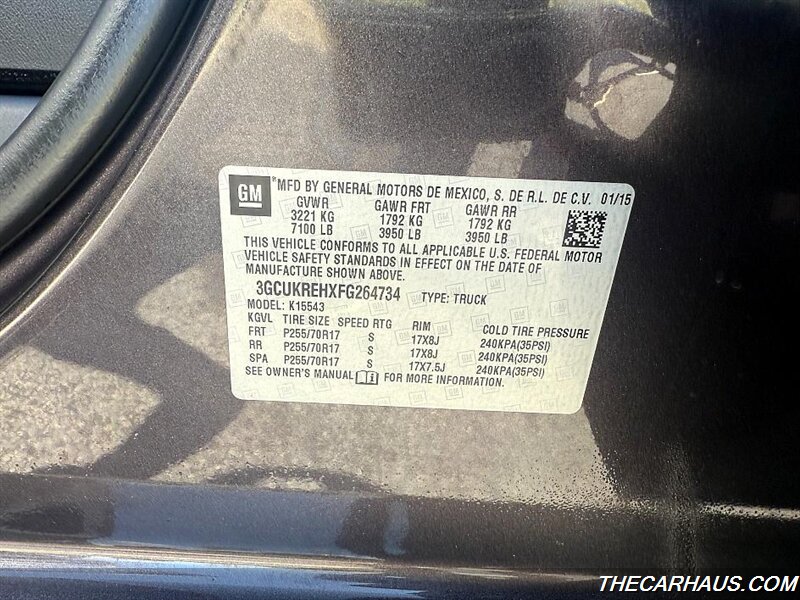 GM *MFD BY GENERAL MOTORS DE MEXICO, S. DE R.L. DE C.V. 01/15
GVWR GAWR FRT GAWR RR
3221 KG 1792 KG 1792 KG
7100 LB 3950 LB 3950 LB
THIS VEHICLE CONFORMS TO ALL APPLICABLE U.S. FEDERAL MOTOR
VEHICLE SAFETY STANDARDS IN EFFECT ON THE DATE OF
MANUFACTURE SHOWN ABOVE.
3GCUKREHXFG264734 TYPE: TRUCK
MODEL: K15543
KGVL TIRE SIZE SPEED RTG RIM COLD TIRE PRESSURE
FRT P255/70R17 S 17X8J 240KPA(35PSI)
RR P255/70R17 S 17X8J 240KPA(35PSI)
SPA P255/70R17 S 17X7.5J 240KPA(35PSI)
SEE OWNER'S MANUAL FOR MORE INFORMATION.
THECARHAUS.COM